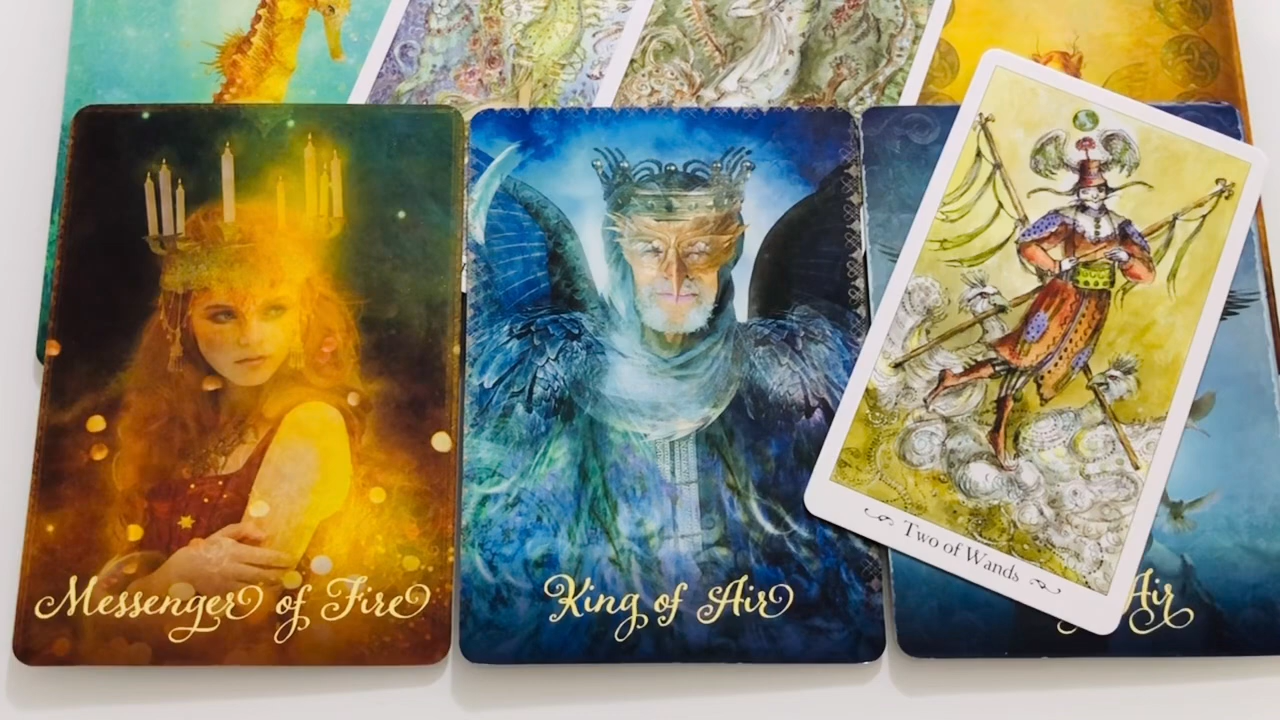 Messenger of Fire
King of Air
Air
Two of Wands